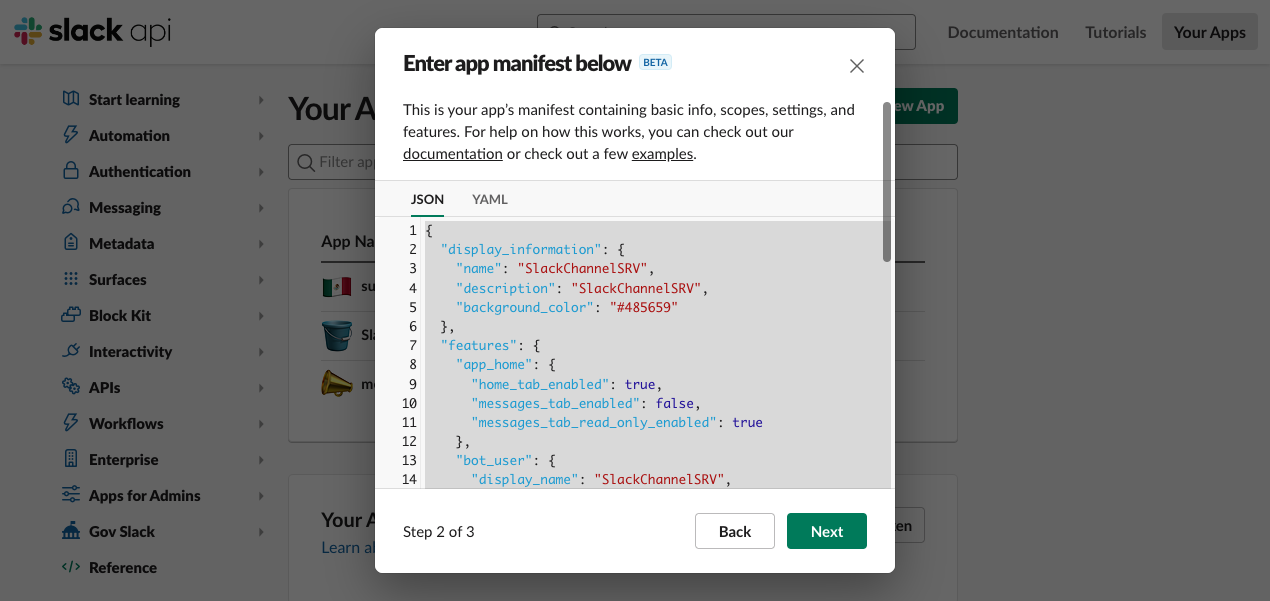 slack api
Documentation
Tutorials
Your Apps
Start learning
Automation
Authentication
Messaging
Metadata
Surfaces
Block Kit
Interactivity
APIs
Workflows
Enterprise
Apps for Admins
Gov Slack
Reference
Your A
ew App
Filter app
App Na
su
Sla
Your A
Learn al
en
Enter app manifest below BETA
This is your app's manifest containing basic info, scopes, settings, and
features. For help on how this works, you can check out our
documentation or check out a few examples.
JSON YAML
1 {
2 "display_information": {
3 "name": "SlackChannelSRV",
4 "description": "SlackChannelSRV",
5 "background_color": "#485659"
6 },
7 "features": {
8 "app_home": {
9 "home_tab_enabled": true,
10 "messages_tab_enabled": false,
11 "messages_tab_read_only_enabled": true
12 },
13 "bot_user": {
14 "display_name": "SlackChannelSRV",
Step 2 of 3
Back
Next